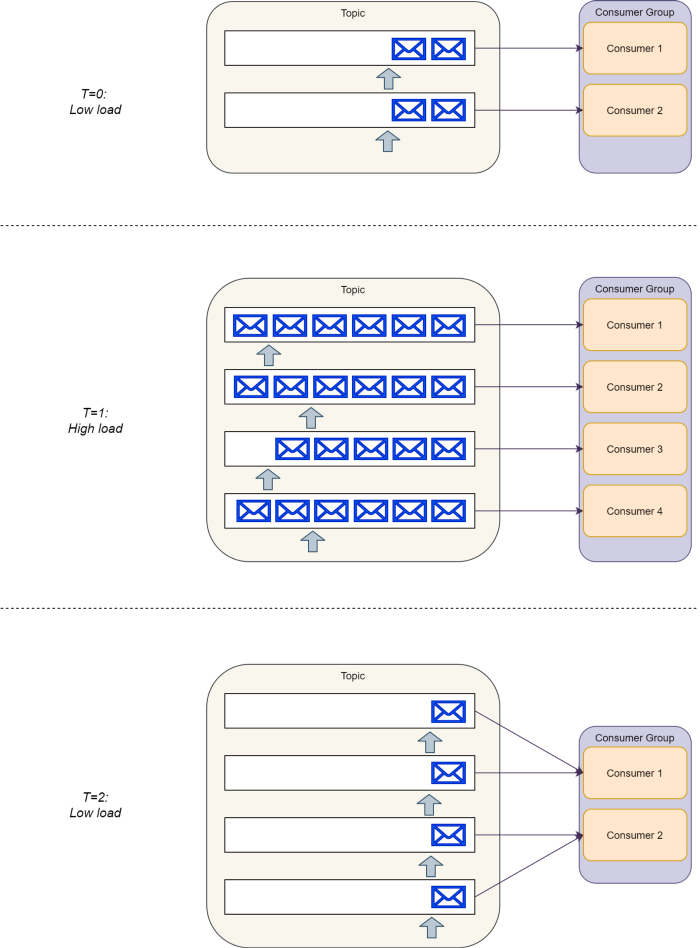 Topic
Consumer Group
Consumer 1
T=0:
Low load
Consumer 2
Topic
Consumer Group
Consumer 1
Consumer 2
T=1:
High load
Consumer 3
Consumer 4
Topic
Consumer Group
Consumer 1
T=2:
Low load
Consumer 2